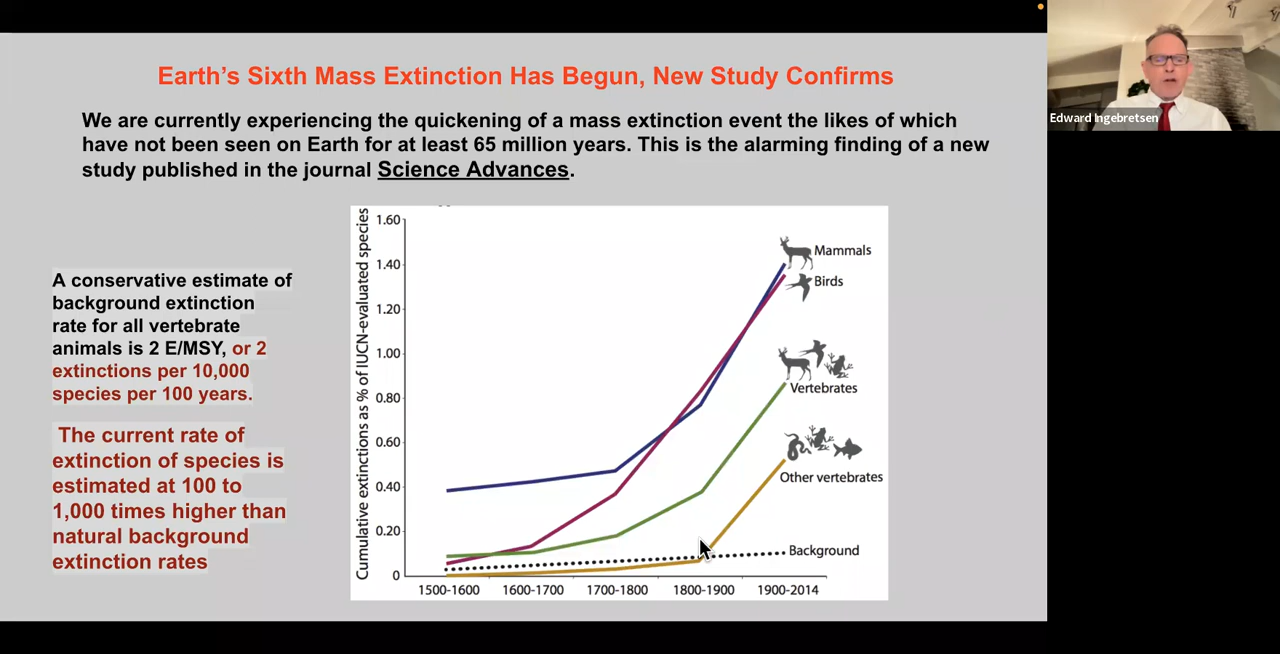 Earth's Sixth Mass Extinction Has Begun, New Study Confirms
We are currently experiencing the quickening of a mass extinction event the likes of which
have not been seen on Earth for at least 65 million years. This is the alarming finding of a new
study published in the journal Science Advances.
A conservative estimate of
background extinction
rate for all vertebrate
animals is 2 E/MSY, or 2
extinctions per 10,000
species per 100 years.
The current rate of
extinction of species is
estimated at 100 to
1,000 times higher than
natural background
extinction rates
Cumulative extinctions as % of IUCN-evaluated species
1.60
1.40
1.20
1.00
0.80
0.60
0.40
0.20
0
Mammals
Birds
Vertebrates
Other vertebrates
Background
1500-1600 1600-1700 1700-1800 1800-1900 1900-2014
Edward Ingebretsen